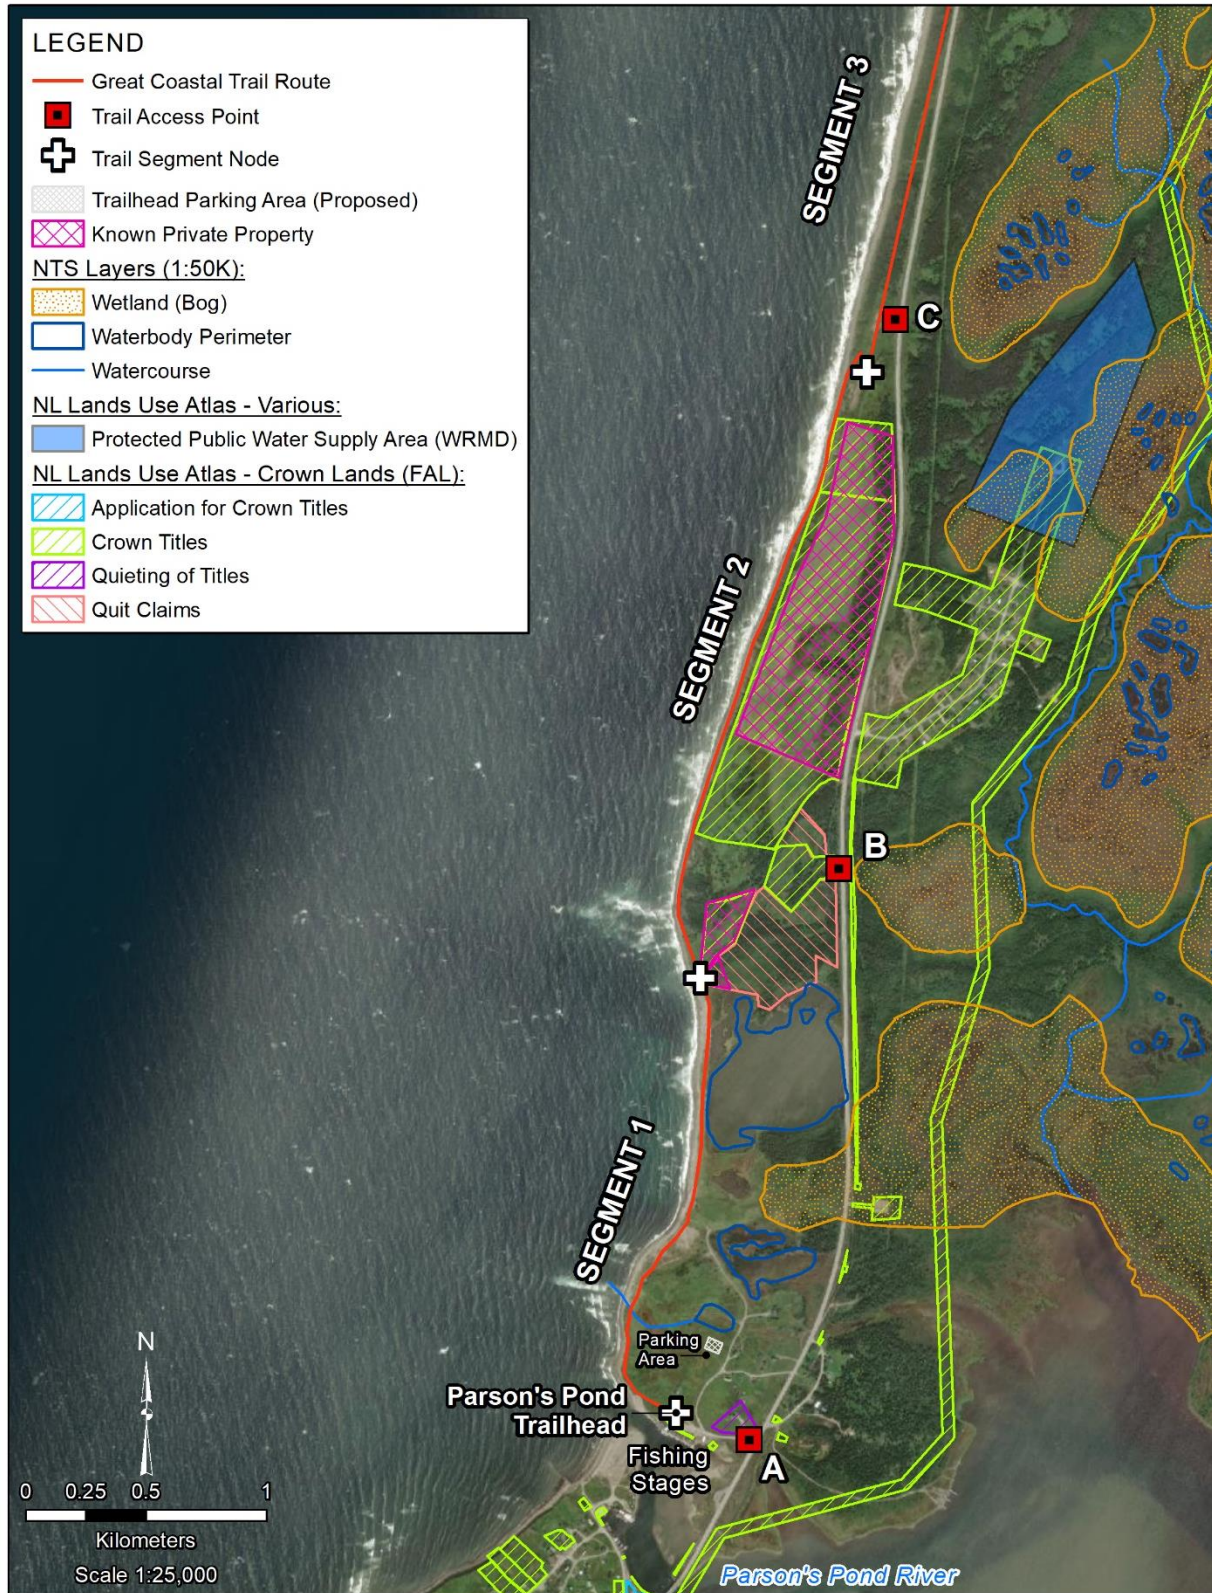 LEGEND
Great Coastal Trail Route
Trail Access Point
Trail Segment Node
Trailhead Parking Area (Proposed)
Known Private Property
NTS Layers (1:50K):
Wetland (Bog)
Waterbody Perimeter
Watercourse
NL Lands Use Atlas - Various:
Protected Public Water Supply Area (WRMD)
NL Lands Use Atlas - Crown Lands (FAL):
Application for Crown Titles
Crown Titles
Quieting of Titles
Quit Claims
SEGMENT 3
C
SEGMENT 2
B
SEGMENT 1
Parking
Area
Parson's Pond
Trailhead
Fishing
Stages
A
N
0 0.25 0.5 1
Kilometers
Scale 1:25,000
Parson's Pond River